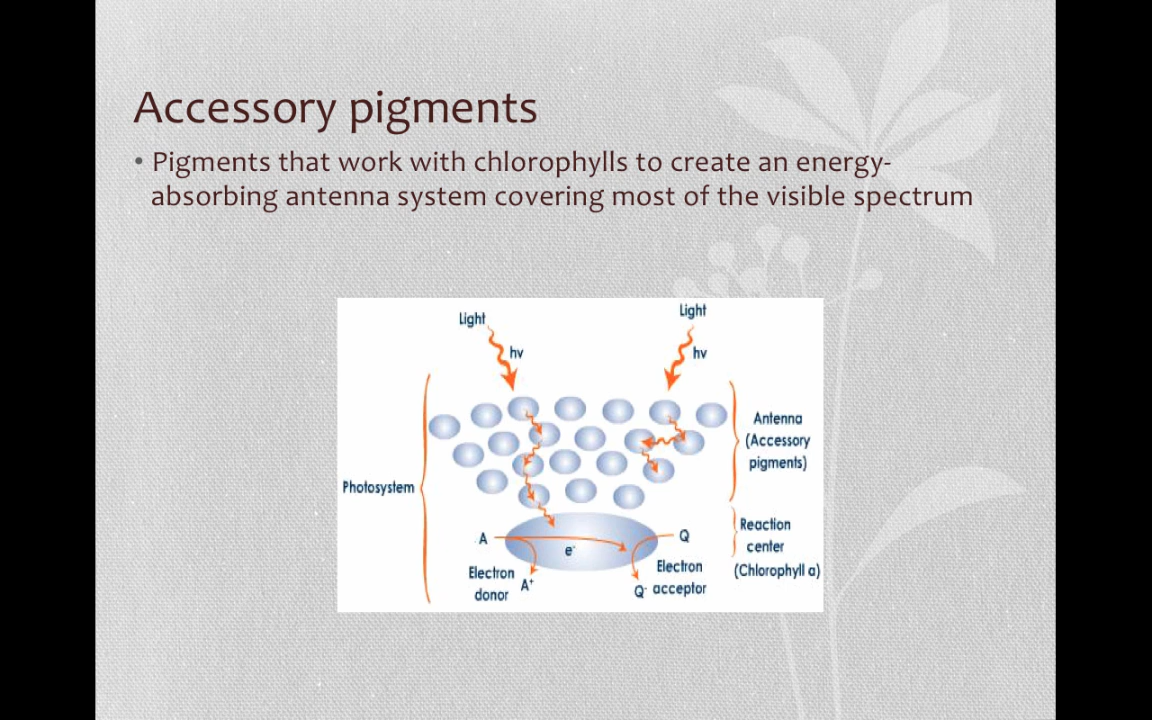 Accessory pigments
• Pigments that work with chlorophylls to create an energy-
absorbing antenna system covering most of the visible spectrum
Light
Light
hv
hv
Antenna
(Accessory
pigments)
Photosystem
Reaction
center
(Chlorophyll a)
A
e⁻
Q
Electron
donor
A⁺
Electron
acceptor
Q⁻